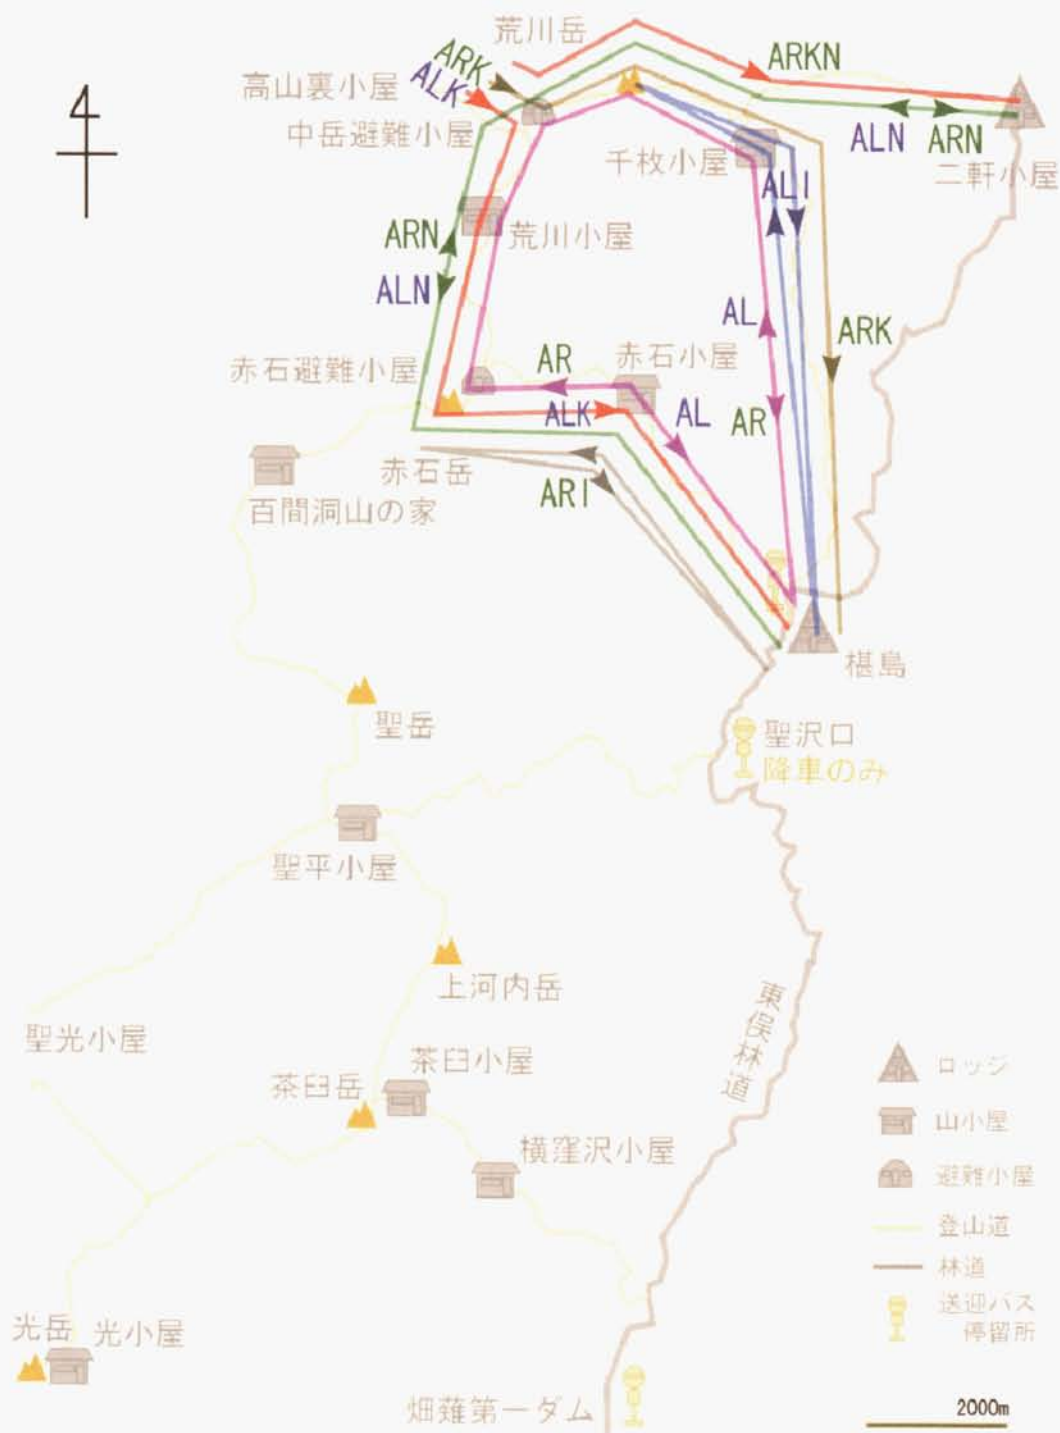 荒川岳
ARKN
ARK
高山裏小屋
ALK
中岳避難小屋
千枚小屋
ALN ARN
二軒小屋
ALI
ARN
荒川小屋
ALN
AL
ARK
赤石避難小屋
AR
赤石小屋
ALK
AL
AR
赤石岳
ARI
百間洞山の家
椹島
聖岳
聖沢口
降車のみ
聖平小屋
上河内岳
東俣林道
聖光小屋
茶臼小屋
茶臼岳
横窪沢小屋
ロッジ
山小屋
避難小屋
登山道
林道
送迎バス
停留所
光岳
光小屋
畑薙第一ダム
2000m